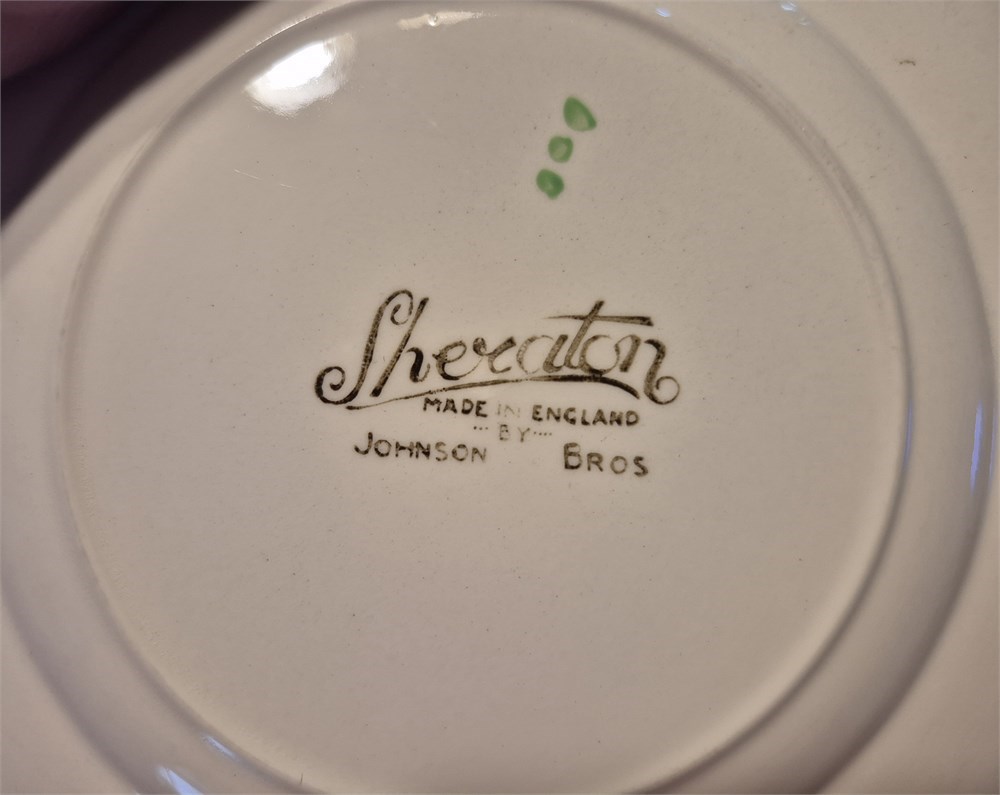 Sheraton
MADE IN ENGLAND
...BY....
JOHNSON BROS